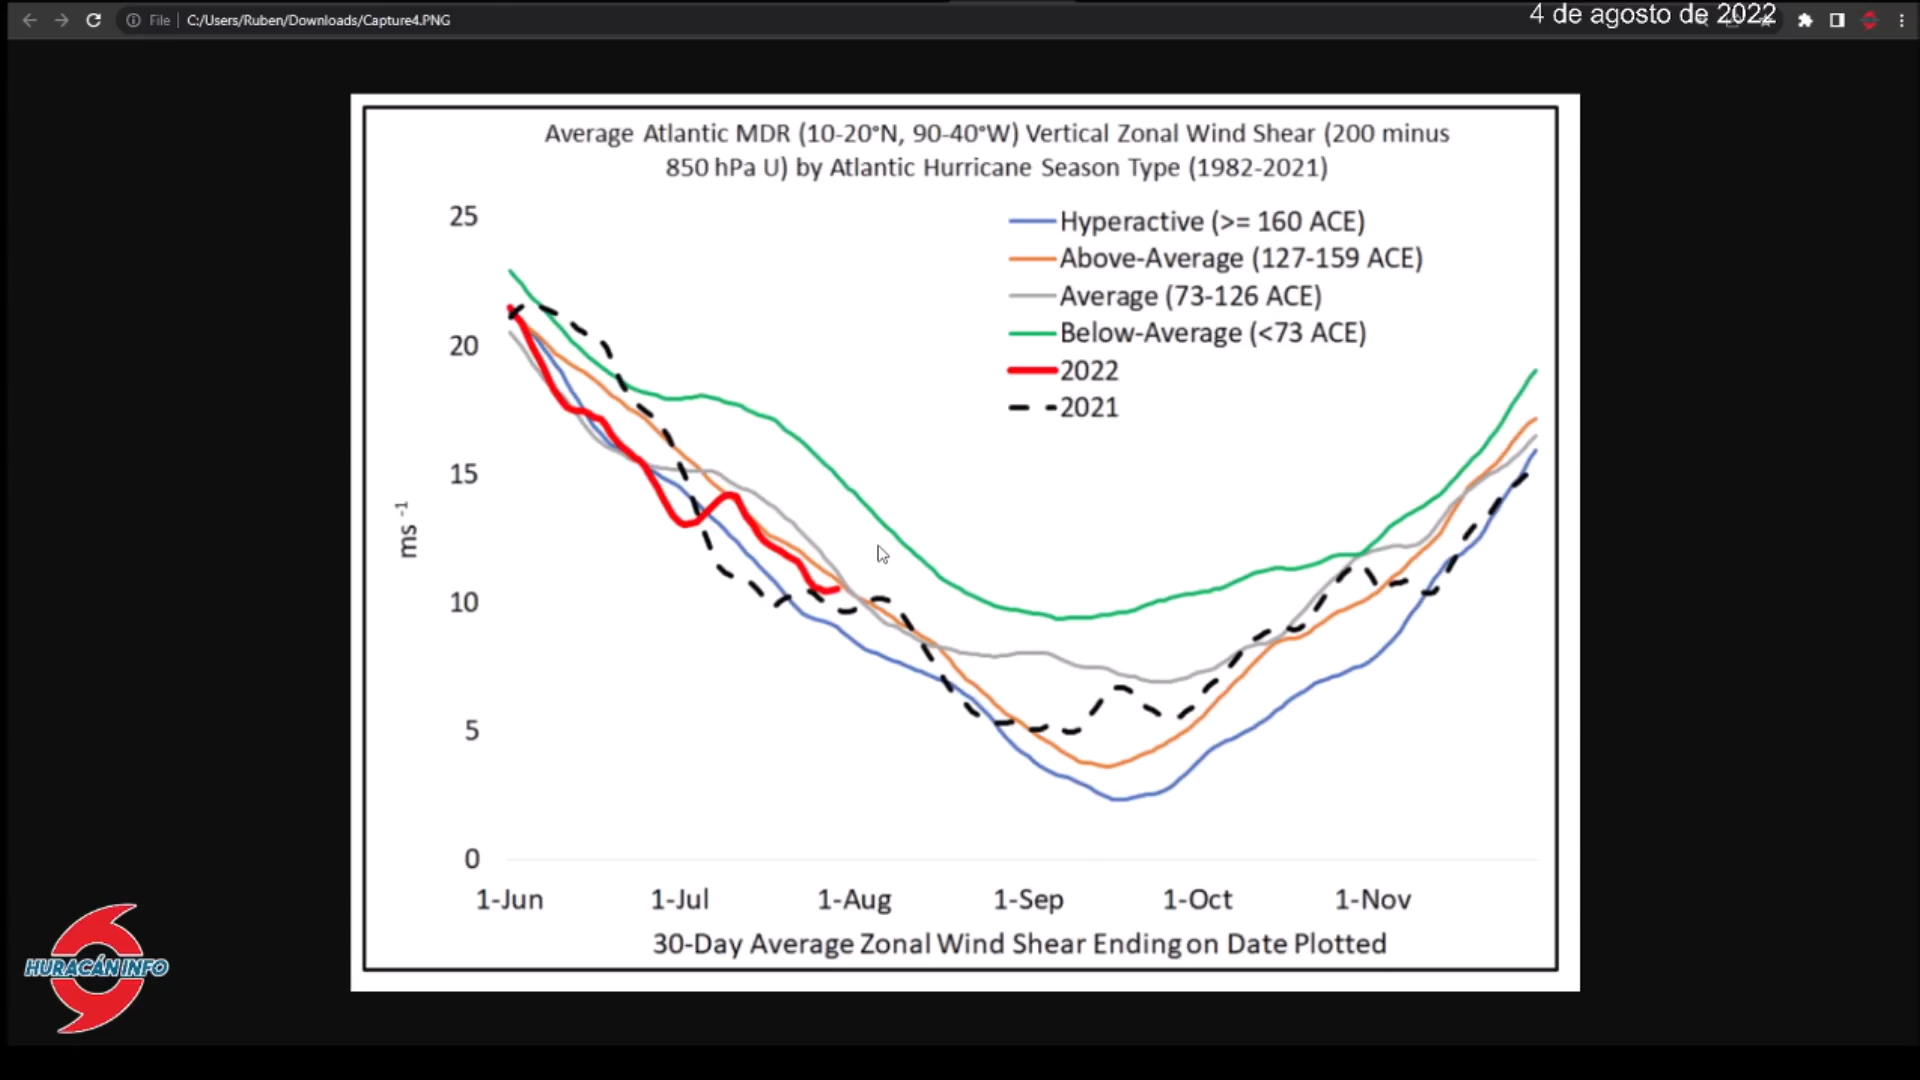 File
C:/Users/Ruben/Downloads/Capture4.PNG
4 de agosto de 2022
Average Atlantic MDR (10-20°N, 90-40°W) Vertical Zonal Wind Shear (200 minus
850 hPa U) by Atlantic Hurricane Season Type (1982-2021)
25
20
15
10
5
0
ms⁻¹
Hyperactive (>= 160 ACE)
Above-Average (127-159 ACE)
Average (73-126 ACE)
Below-Average (<73 ACE)
2022
2021
1-Jun
1-Jul
1-Aug
1-Sep
1-Oct
1-Nov
30-Day Average Zonal Wind Shear Ending on Date Plotted
HURACÁN INFO